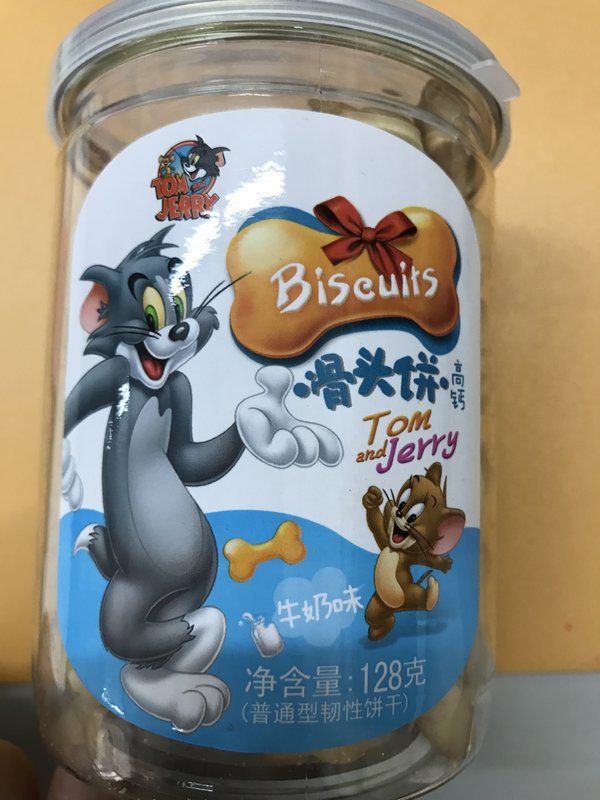 TOM and
JERRY
Biscuits
·骨头饼·
高钙
Tom
and Jerry
牛奶味
净含量:128克
(普通型韧性饼干)